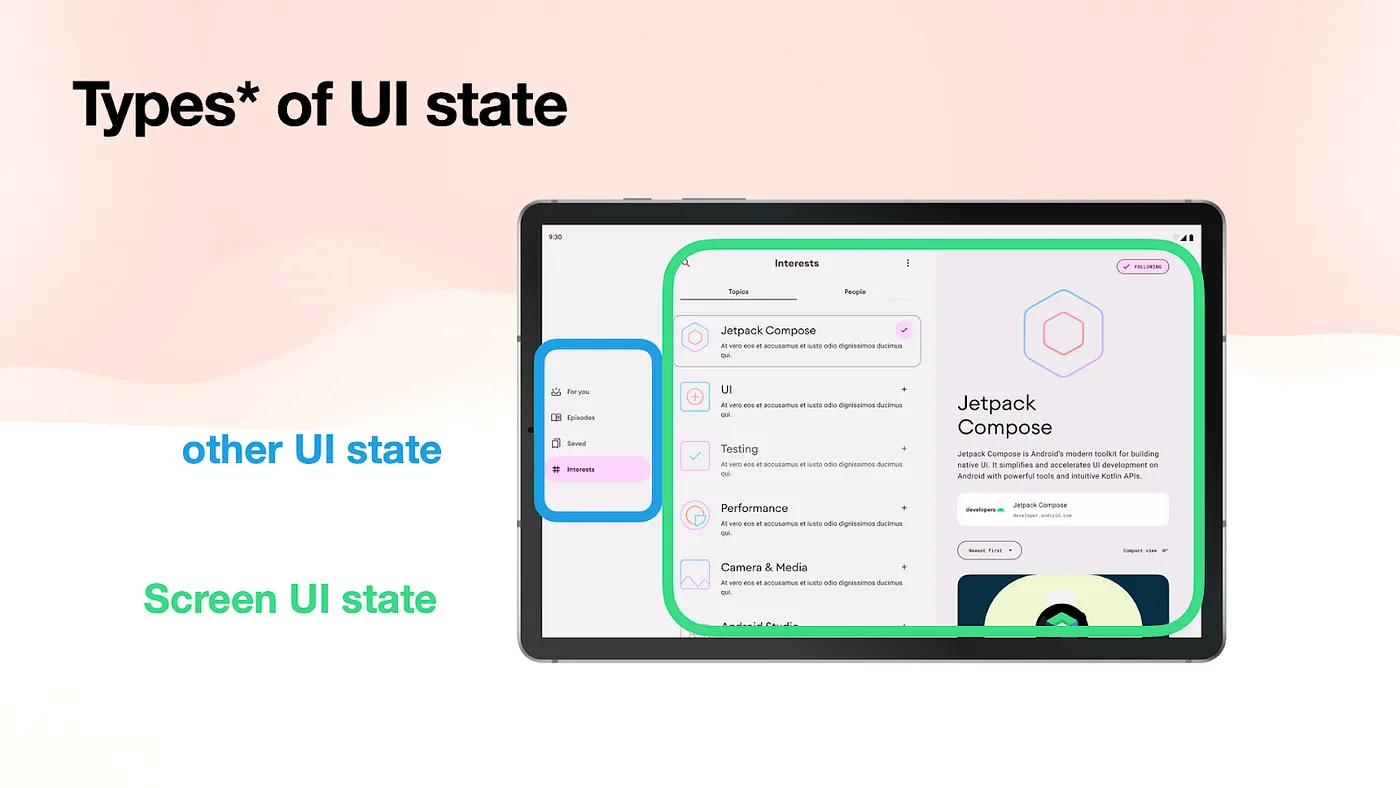 Types* of UI state
9:30
Interests
FOLLOWING
Topics
People
Jetpack Compose
At vero eos et accusamus et iusto odio dignissimos ducimus
qui.
For you
Episodes
Saved
Interests
UI
At vero eos et accusamus et iusto odio dignissimos ducimus
qui.
Testing
At vero eos et accusamus et iusto odio dignissimos ducimus
qui.
Performance
At vero eos et accusamus et iusto odio dignissimos ducimus
qui.
Camera & Media
At vero eos et accusamus et iusto odio dignissimos ducimus
qui.
Android Studio
Jetpack
Compose
Jetpack Compose is Android's modern toolkit for building
native UI. It simplifies and accelerates UI development on
Android with powerful tools and intuitive Kotlin APIs.
developers
Jetpack Compose
developer.android.com
Newest first
Compact view
other UI state
Screen UI state